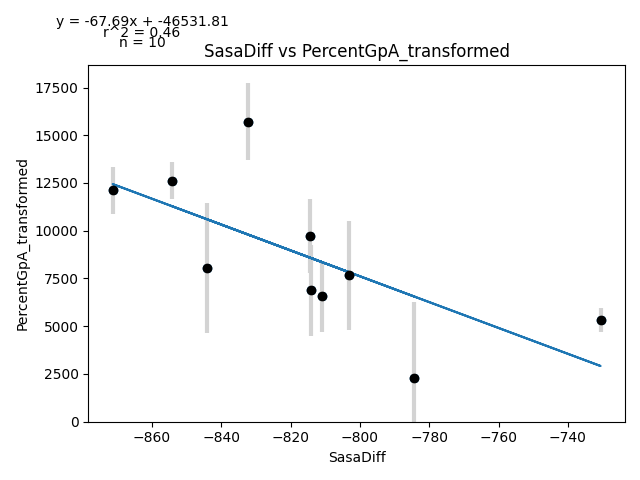 y = -67.69x + -46531.81
r^2 = 0.46
n = 10
SasaDiff vs PercentGpA_transformed
PercentGpA_transformed
17500
15000
12500
10000
7500
5000
2500
0
−860
−840
−820
−800
−780
−760
−740
SasaDiff